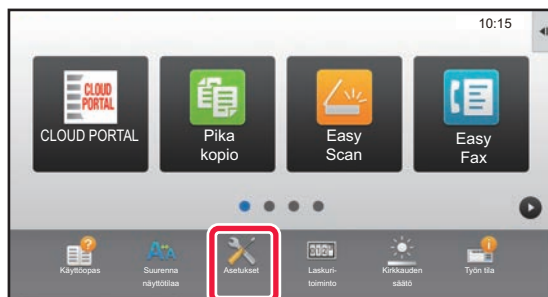 10:15
CLOUD
PORTAL
CLOUD PORTAL
Pika
kopio
Easy
Scan
Easy
Fax
Käyttöopas
Suurenna
näyttötilaa
Asetukset
Laskuri-
toiminto
Kirkkauden
säätö
Työn tila